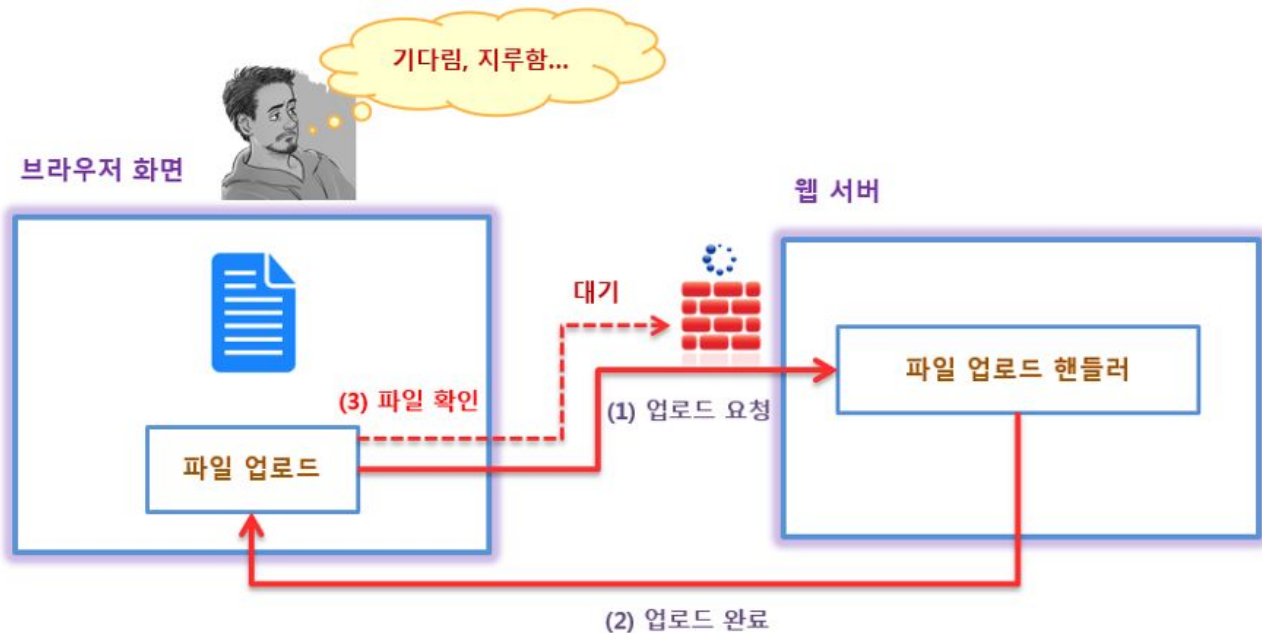 기다림, 지루함...
브라우저 화면
웹 서버
대기
파일 업로드 핸들러
(3) 파일 확인
(1) 업로드 요청
파일 업로드
(2) 업로드 완료